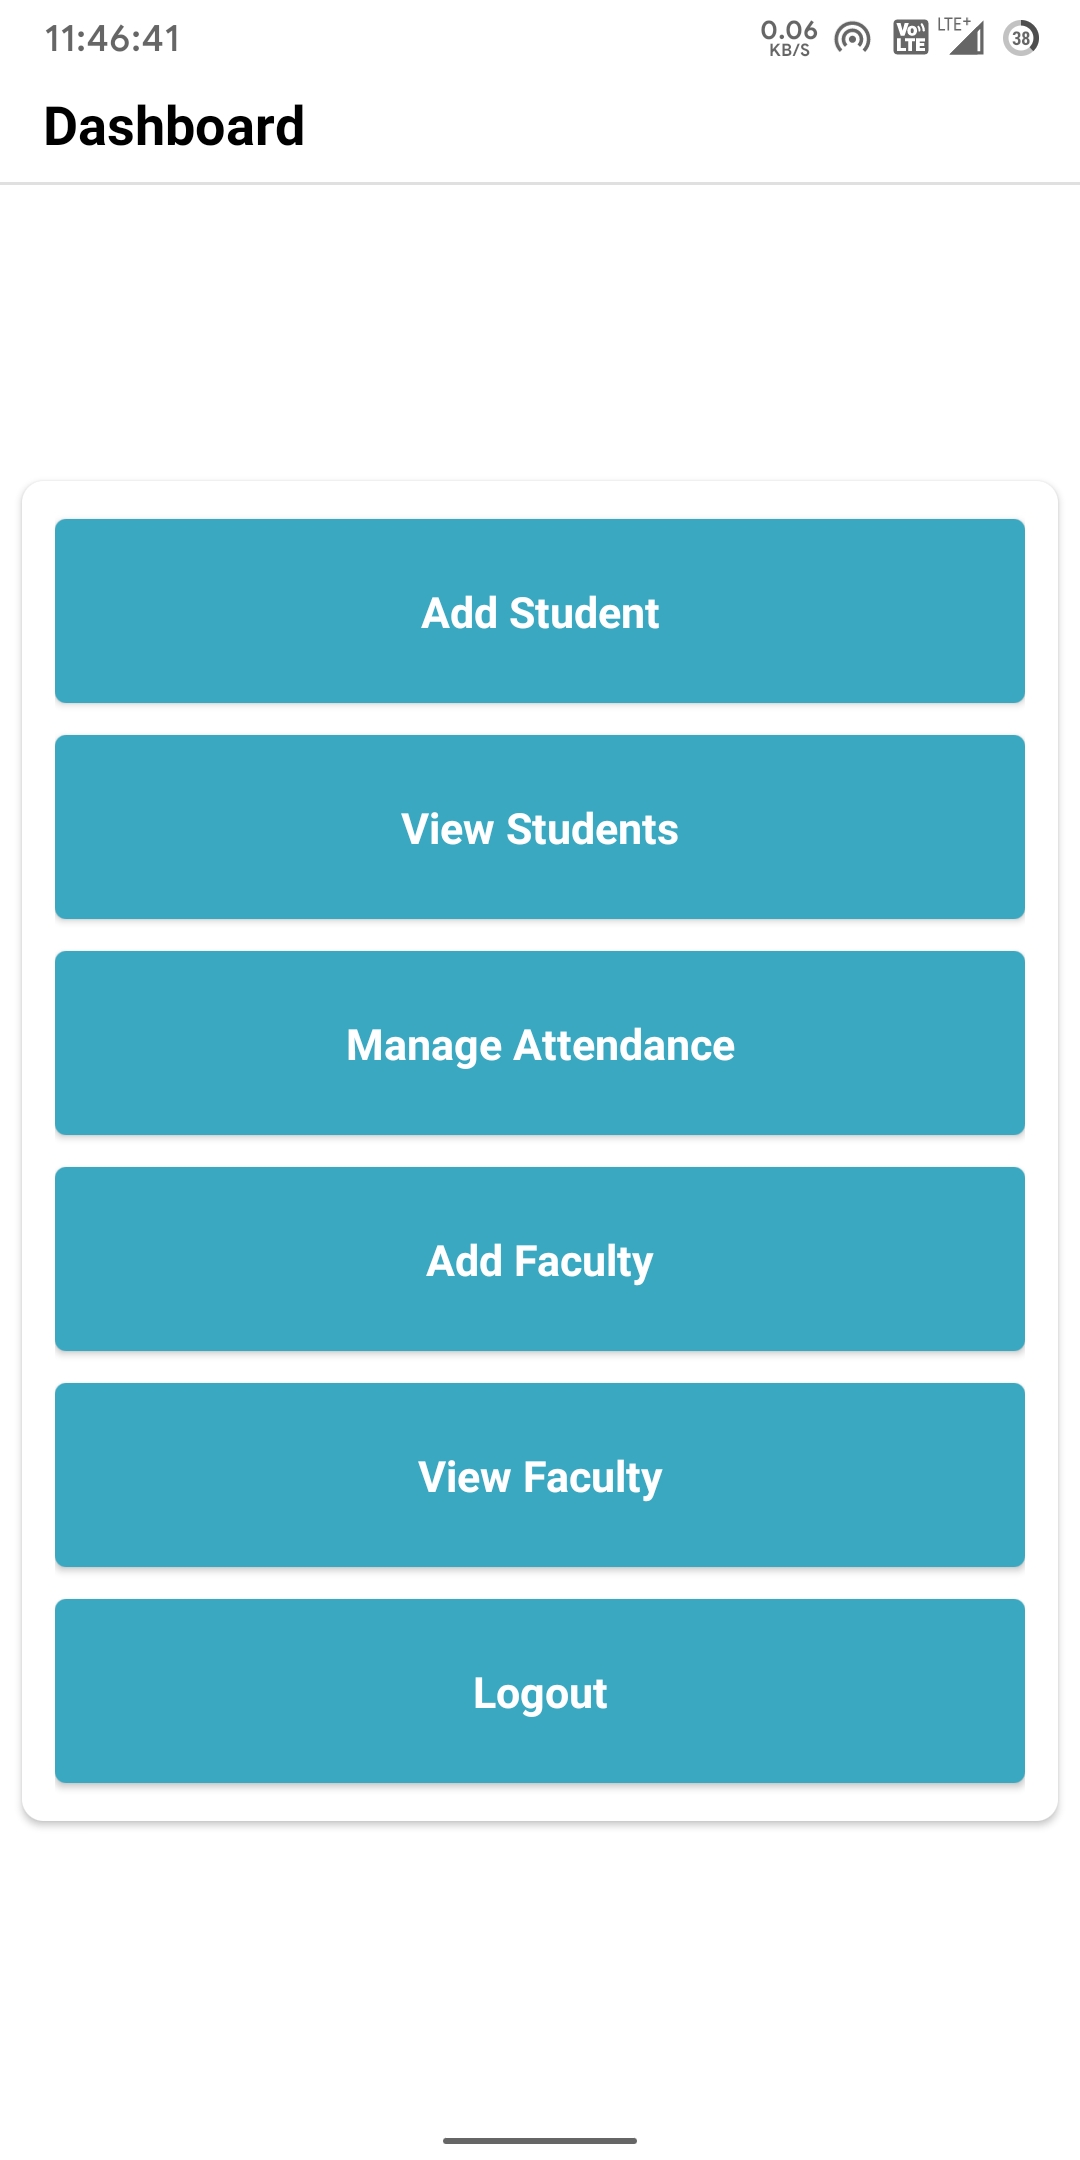 11:46:41
0.06
KB/S
Vo
LTE
LTE+
38
Dashboard
Add Student
View Students
Manage Attendance
Add Faculty
View Faculty
Logout